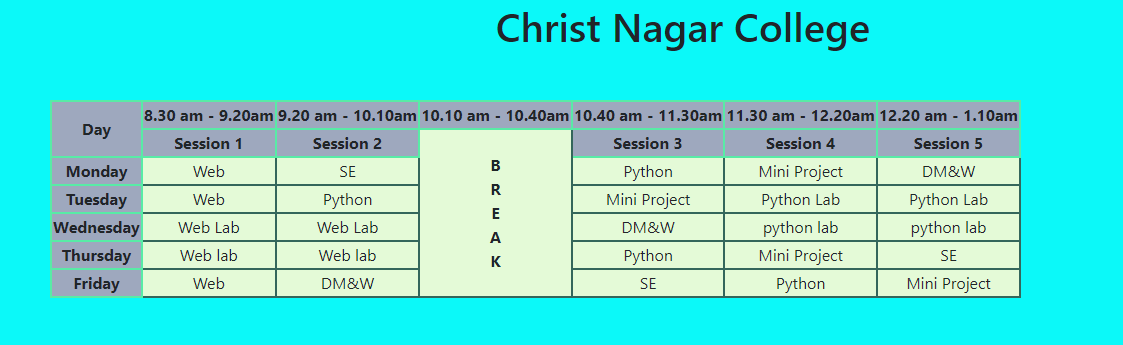 Christ Nagar College
Day 8.30 am - 9.20am 9.20 am - 10.10am 10.10 am - 10.40am 10.40 am - 11.30am 11.30 am - 12.20am 12.20 am - 1.10am
Session 1 Session 2 B R E A K Session 3 Session 4 Session 5
Monday Web SE Python Mini Project DM&W
Tuesday Web Python Mini Project Python Lab Python Lab
Wednesday Web Lab Web Lab DM&W python lab python lab
Thursday Web lab Web lab Python Mini Project SE
Friday Web DM&W SE Python Mini Project